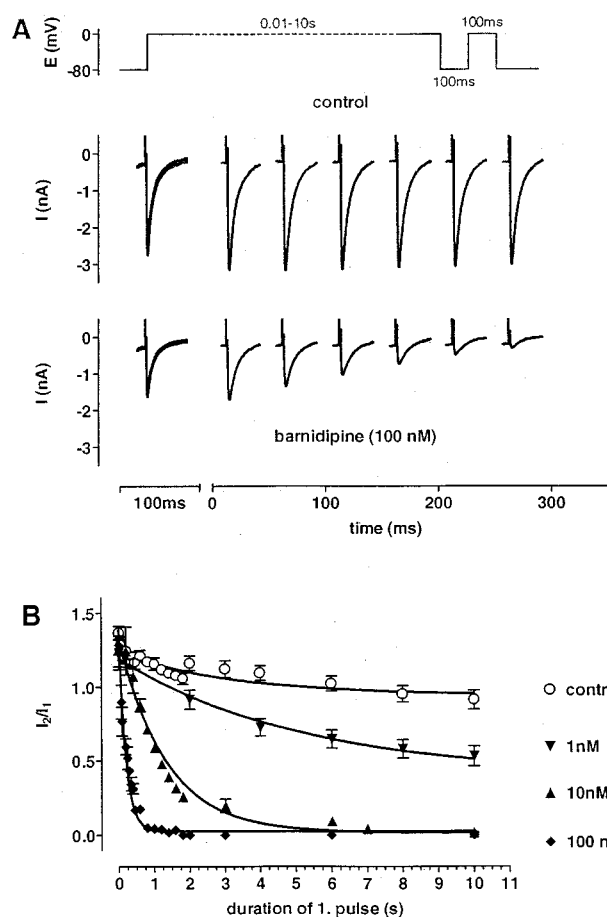 A
E (mV)
0
-80
0.01-10s
100ms
100ms
control
I (nA)
0
-1
-2
-3
I (nA)
0
-1
-2
-3
barnidipine (100 nM)
100ms
0 100 200 300
time (ms)
B
I2/I1
1.5
1.0
0.5
0.0
contr
1nM
10nM
100 n
0 1 2 3 4 5 6 7 8 9 10 11
duration of 1. pulse (s)